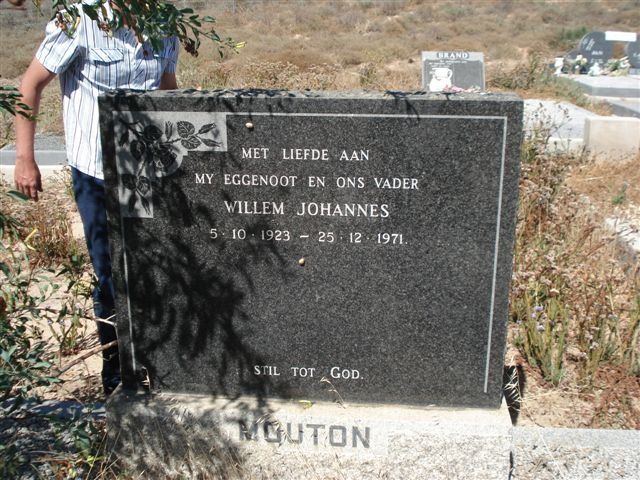 BRAND
MET LIEFDE AAN
MY EGGENOOT EN ONS VADER
WILLEM JOHANNES
5 · 10 · 1923 – 25 · 12 · 1971.
STIL TOT GOD.
MOUTON